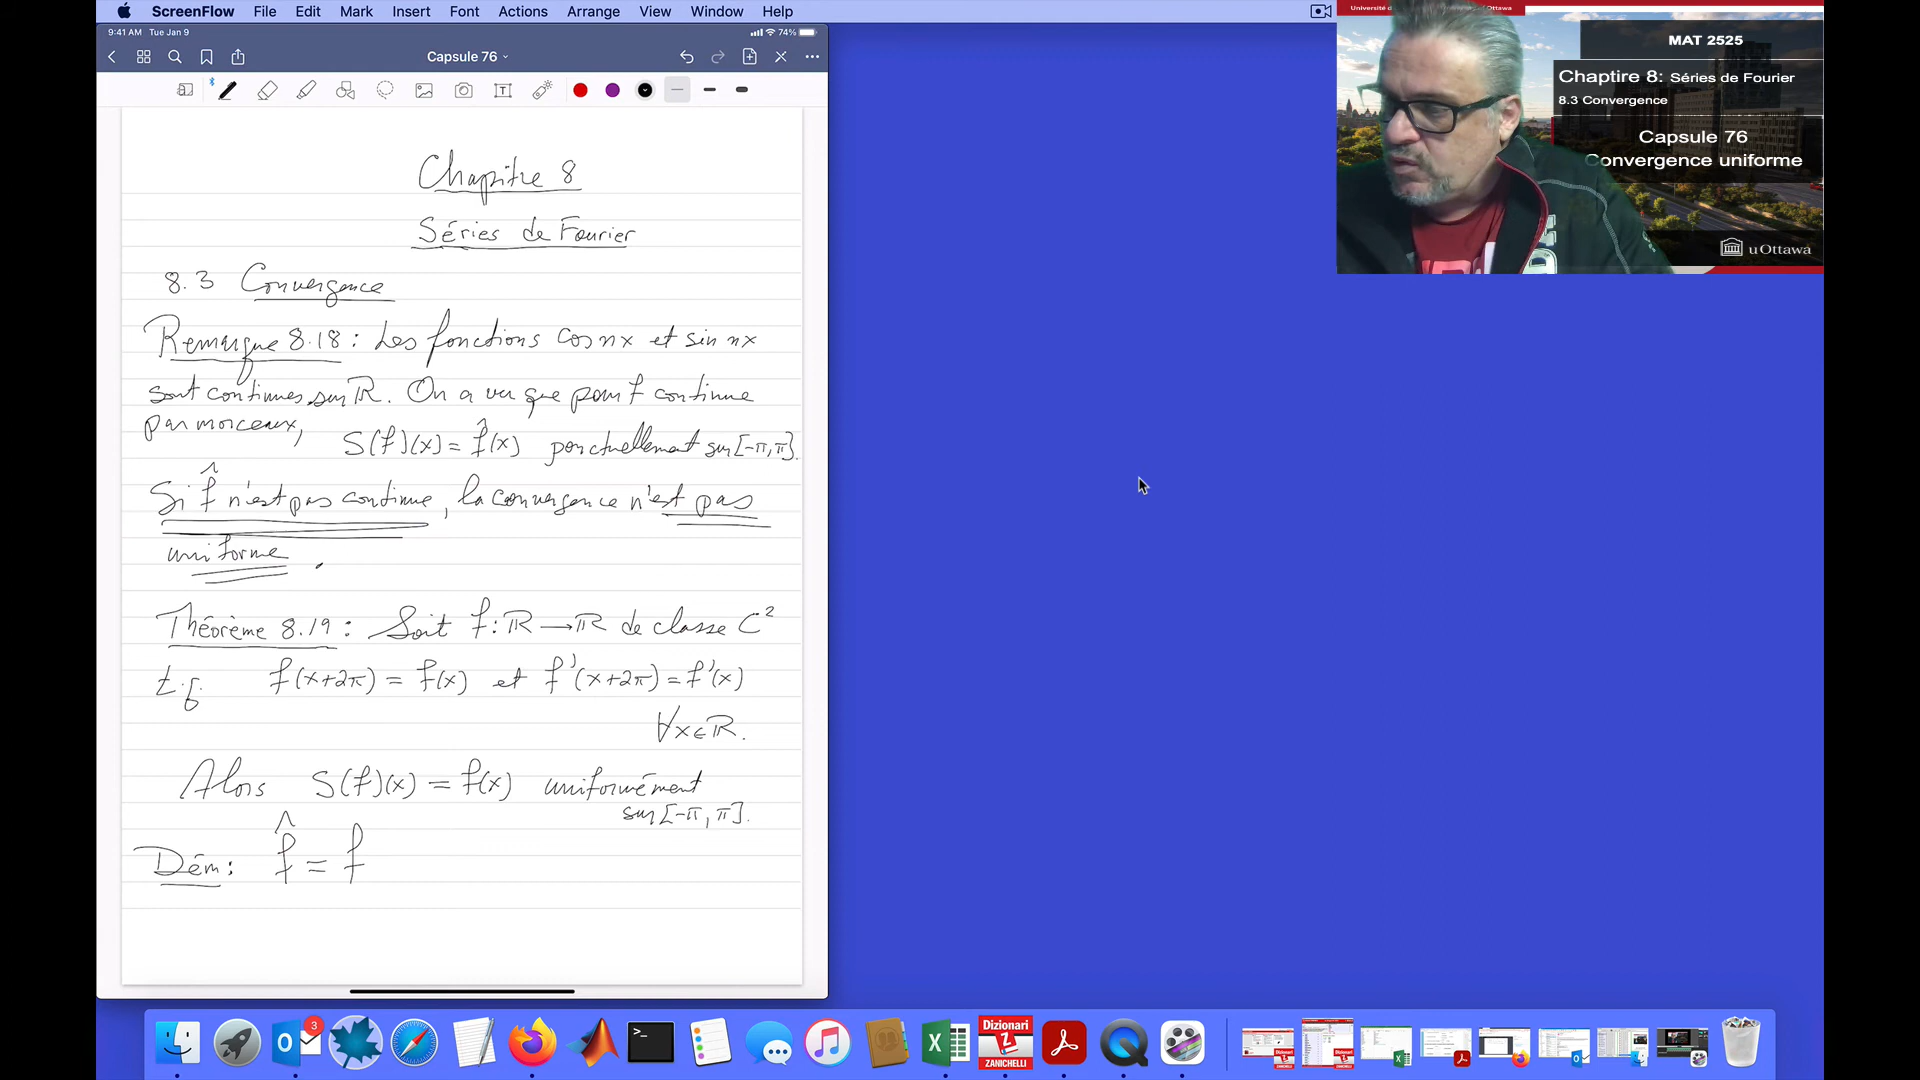 ScreenFlow File Edit Mark Insert Font Actions Arrange View Window Help
9:41 AM Tue Jan 9
74%
Capsule 76
Chapitre 8
Séries de Fourier
8.3 Convergence
Remarque 8.18 : Les fonctions cos nx et sin nx
sont continues sur ℝ. On a vu que pour f continue
par morceaux,
S(f)(x) = f̂(x) ponctuellement sur [-π, π].
Si f̂ n'est pas continue, la convergence n'est pas
uniforme.
Théorème 8.19 : Soit f : ℝ → ℝ de classe C²
t.q. f(x+2π) = f(x) et f'(x+2π) = f'(x)
∀x∈ℝ.
Alors S(f)(x) = f(x) uniformément
sur [-π, π].
Dém : f̂ = f
MAT 2525
Chaptire 8: Séries de Fourier
8.3 Convergence
Capsule 76
Convergence uniforme
uOttawa
3
Dizionari
ZANICHELLI